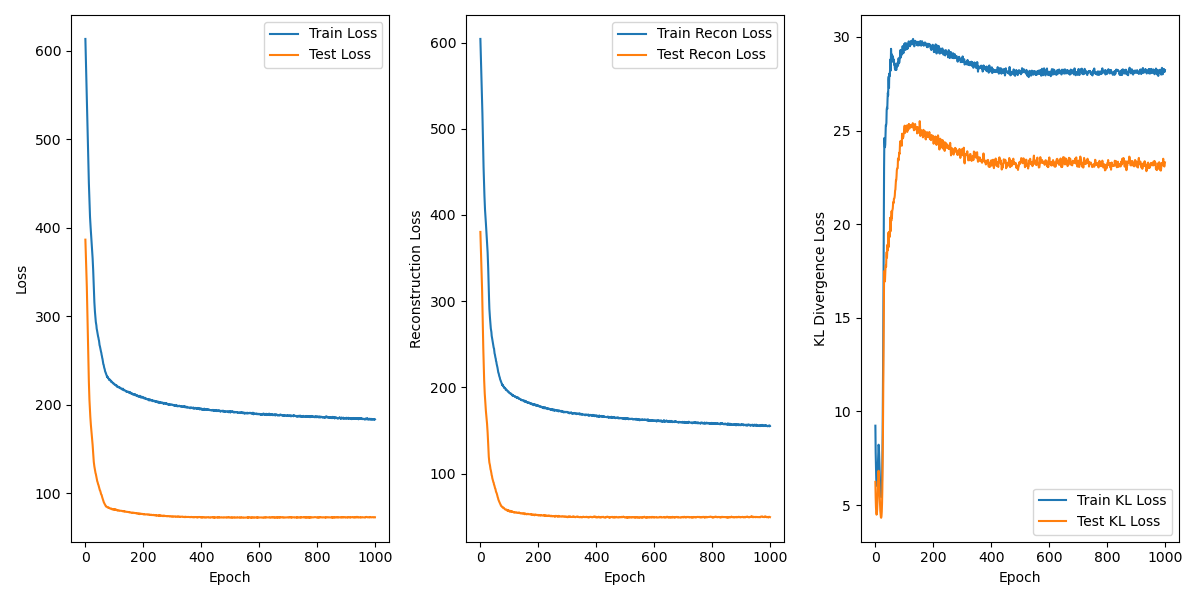 Train Loss
Test Loss
600
500
400
300
200
100
0 200 400 600 800 1000
Epoch
Loss
Train Recon Loss
Test Recon Loss
600
500
400
300
200
100
0 200 400 600 800 1000
Epoch
Reconstruction Loss
30
25
20
15
10
5
Train KL Loss
Test KL Loss
0 200 400 600 800 1000
Epoch
KL Divergence Loss